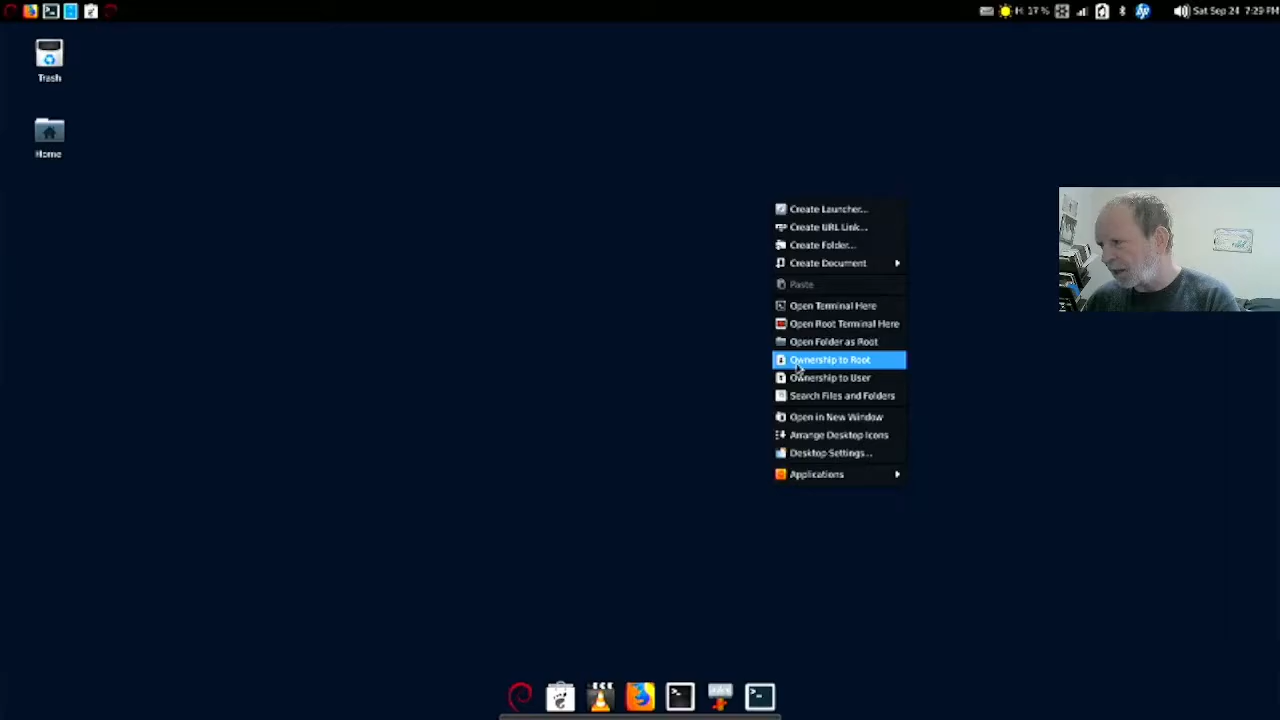 H: 17 %
Sat Sep 24 7:29 PM
Trash
Home
Create Launcher...
Create URL Link...
Create Folder...
Create Document
Paste
Open Terminal Here
Open Root Terminal Here
Open Folder as Root
Ownership to Root
Ownership to User
Search Files and Folders
Open in New Window
Arrange Desktop Icons
Desktop Settings...
Applications